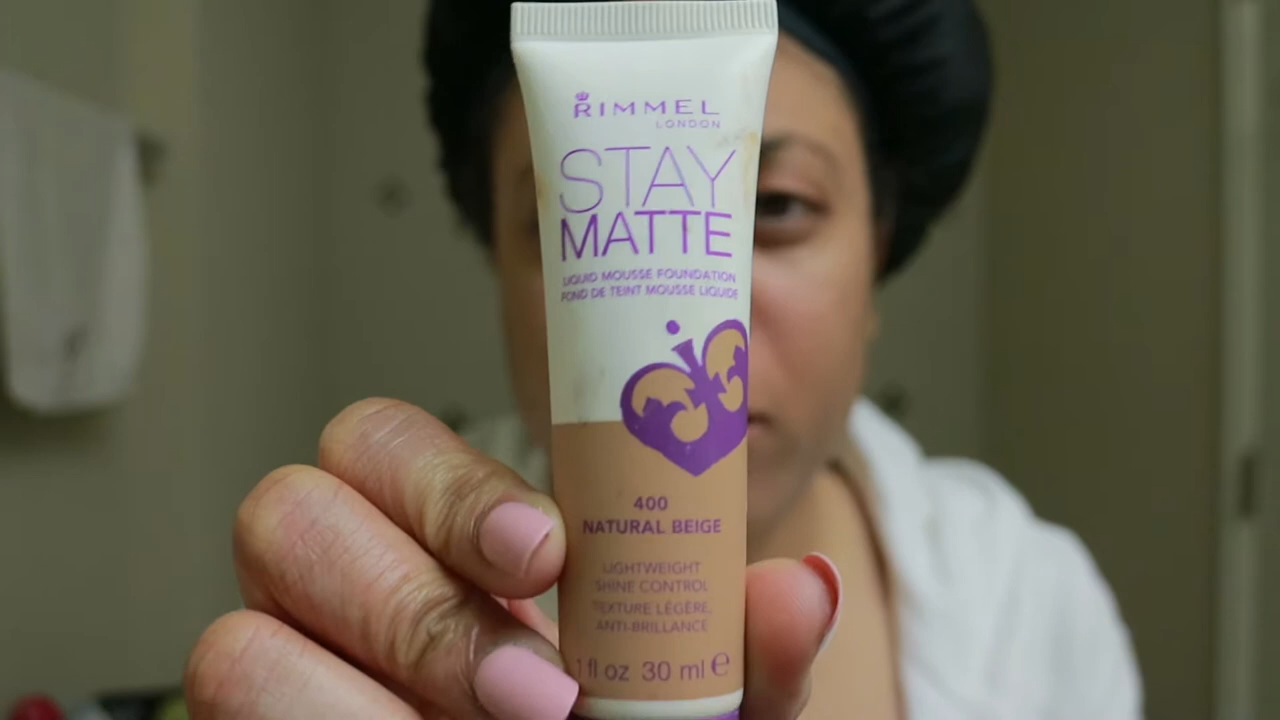 RIMMEL
LONDON
STAY
MATTE
LIQUID MOUSSE FOUNDATION
FOND DE TEINT MOUSSE LIQUIDE
400
NATURAL BEIGE
LIGHTWEIGHT
SHINE CONTROL
TEXTURE LÉGÈRE,
ANTI-BRILLANCE
1 fl oz 30 ml e